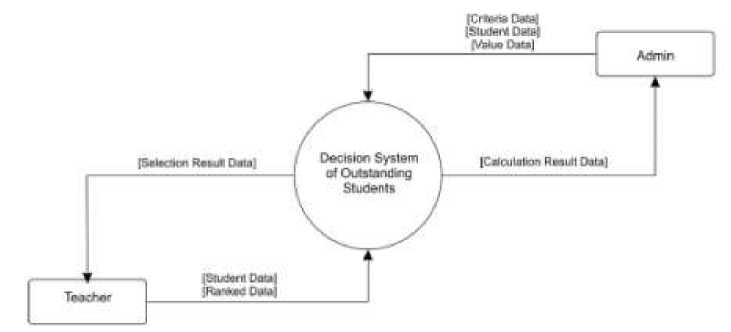 [Criteria Data]
[Student Data]
[Value Data]
Admin
Decision System
of Outstanding
Students
[Selection Result Data]
[Calculation Result Data]
[Student Data]
[Ranked Data]
Teacher